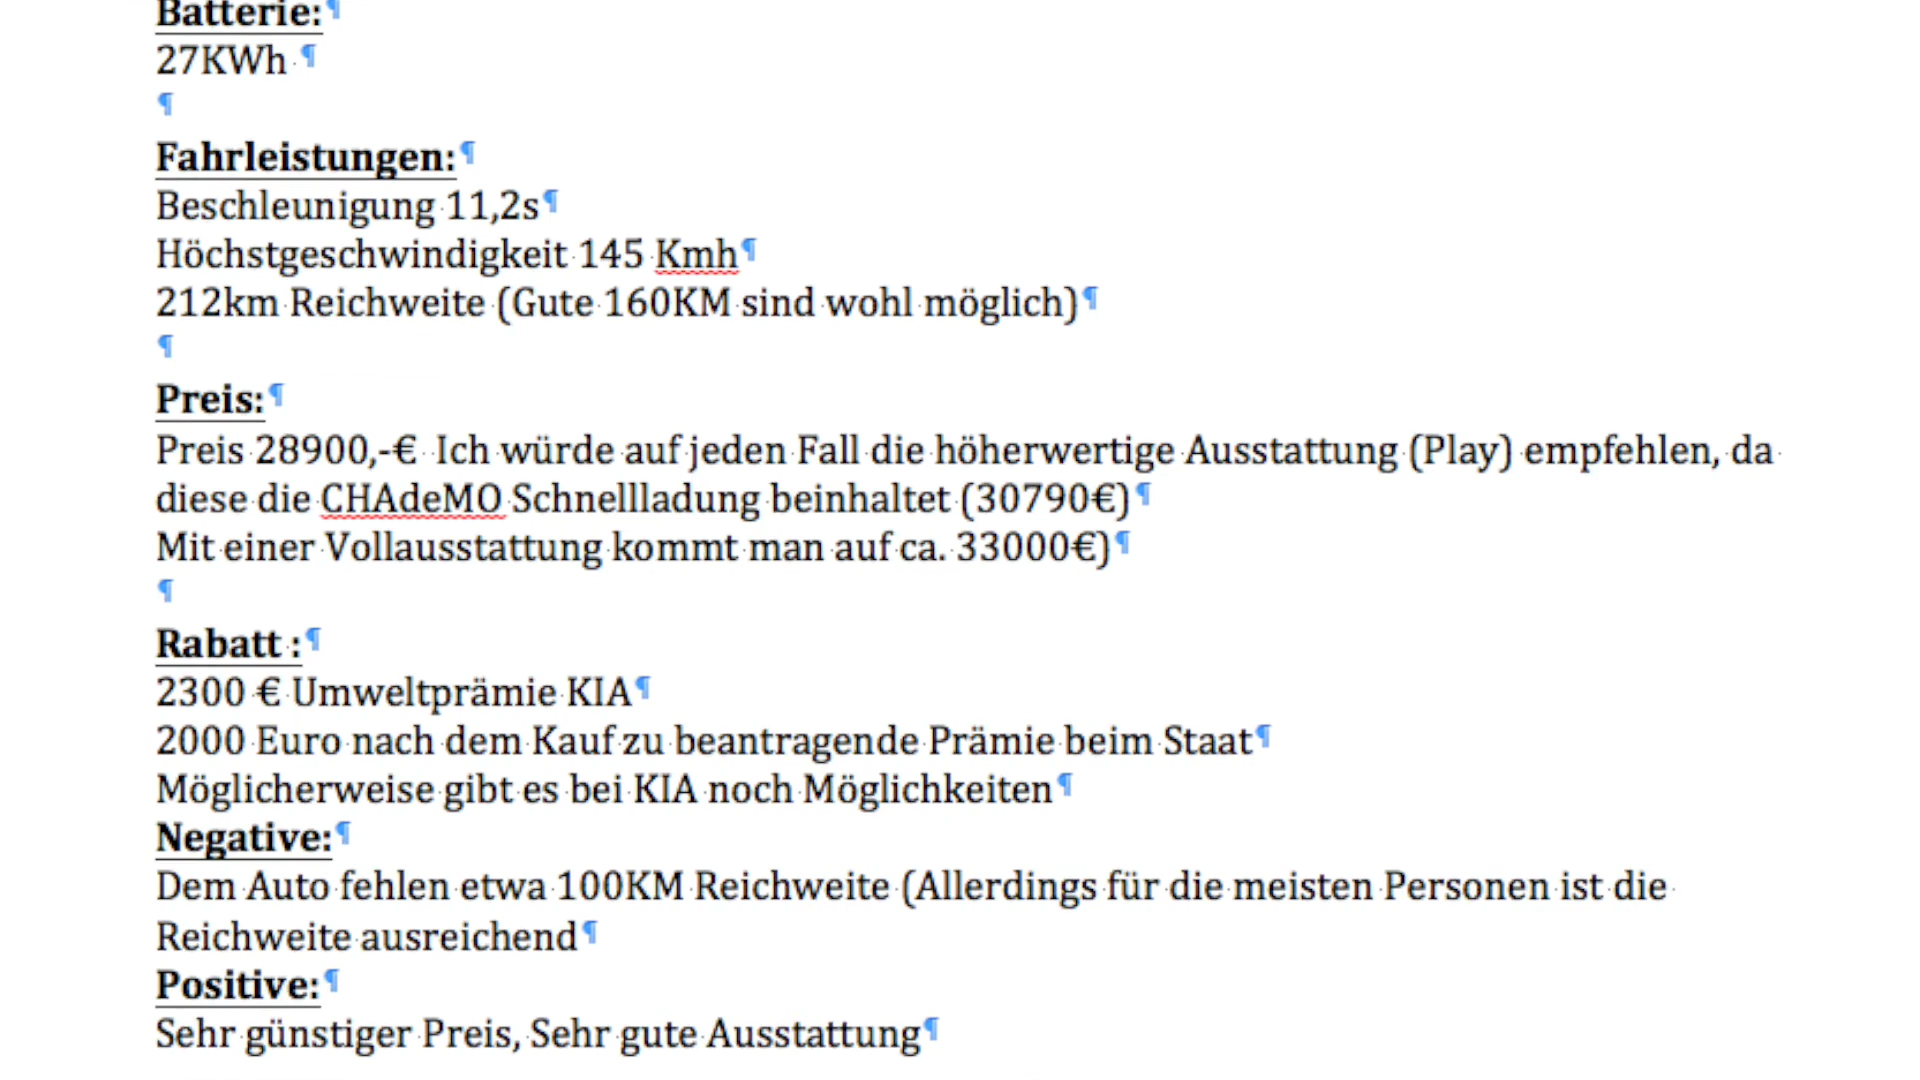 Batterie:
27KWh
Fahrleistungen:
Beschleunigung 11,2s
Höchstgeschwindigkeit 145 Kmh
212km Reichweite (Gute 160KM sind wohl möglich)
Preis:
Preis 28900,-€  Ich würde auf jeden Fall die höherwertige Ausstattung (Play) empfehlen, da
diese die CHAdeMO Schnellladung beinhaltet (30790€)
Mit einer Vollausstattung kommt man auf ca. 33000€)
Rabatt :
2300 € Umweltprämie KIA
2000 Euro nach dem Kauf zu beantragende Prämie beim Staat
Möglicherweise gibt es bei KIA noch Möglichkeiten
Negative:
Dem Auto fehlen etwa 100KM Reichweite (Allerdings für die meisten Personen ist die
Reichweite ausreichend
Positive:
Sehr günstiger Preis, Sehr gute Ausstattung